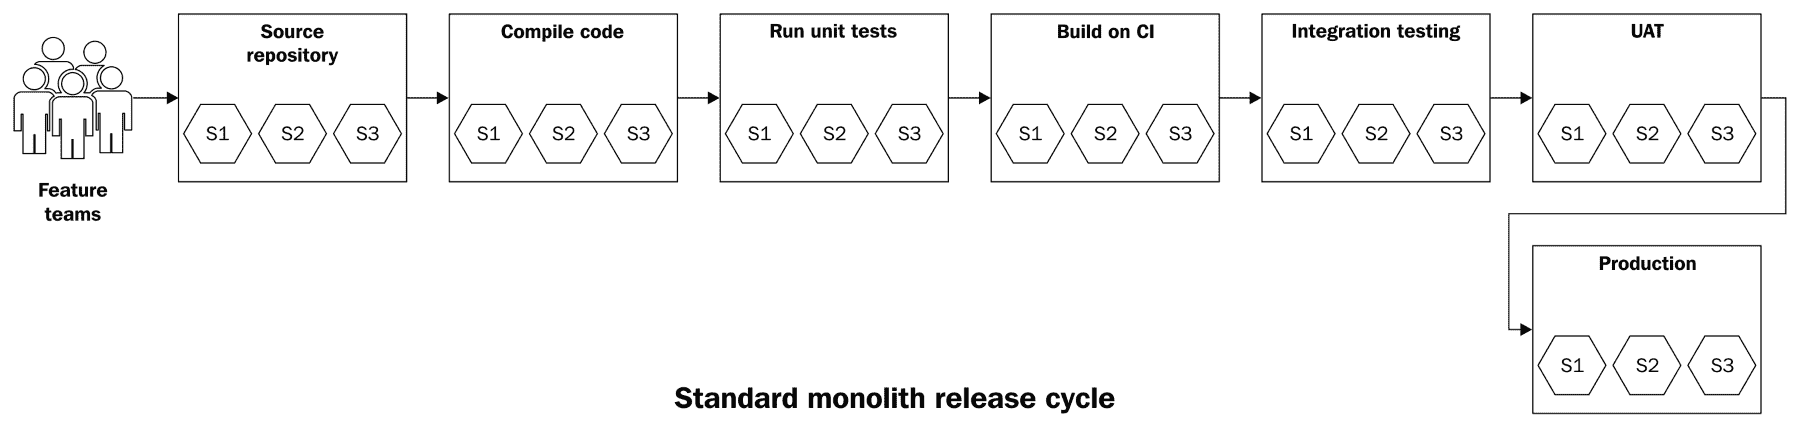 Feature
teams
Source
repository
S1 S2 S3
Compile code
S1 S2 S3
Run unit tests
S1 S2 S3
Build on CI
S1 S2 S3
Integration testing
S1 S2 S3
UAT
S1 S2 S3
Production
S1 S2 S3
Standard monolith release cycle